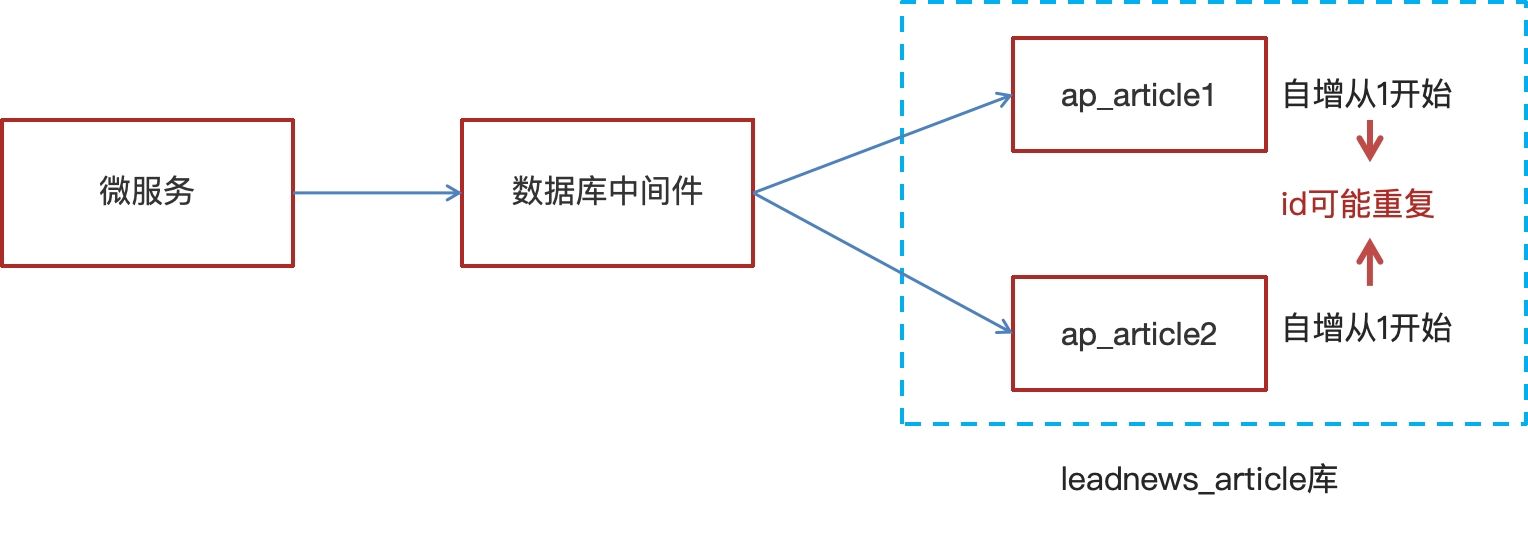 微服务
数据库中间件
ap_article1
自增从1开始
id可能重复
ap_article2
自增从1开始
leadnews_article库